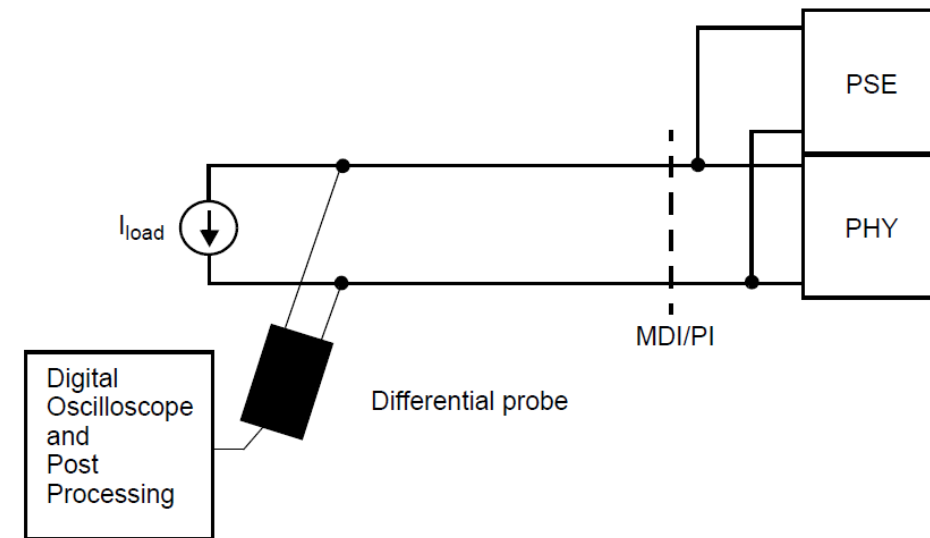 PSE
PHY
Iload
MDI/PI
Differential probe
Digital
Oscilloscope
and
Post
Processing